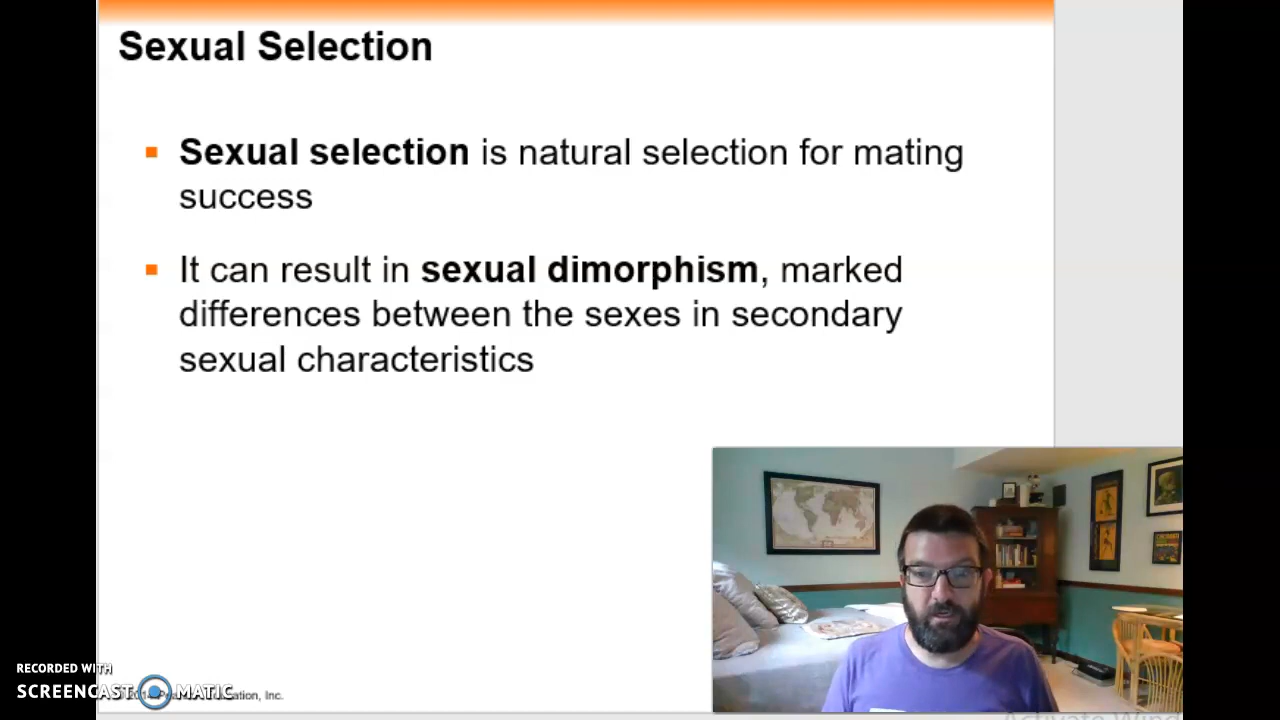 Sexual Selection
Sexual selection is natural selection for mating
success
It can result in sexual dimorphism, marked
differences between the sexes in secondary
sexual characteristics
RECORDED WITH
SCREENCAST MATIC
Inc.